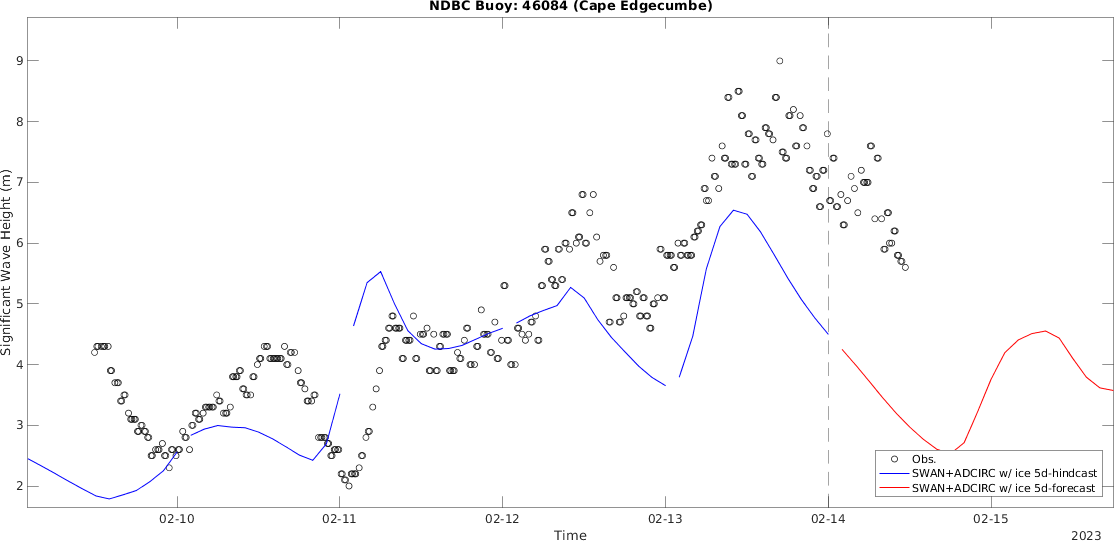 NDBC Buoy: 46084 (Cape Edgecumbe)
Significant Wave Height (m)
9
8
7
6
5
4
3
2
Obs.
SWAN+ADCIRC w/ ice 5d-hindcast
SWAN+ADCIRC w/ ice 5d-forecast
02-10
02-11
02-12
02-13
02-14
02-15
Time
2023